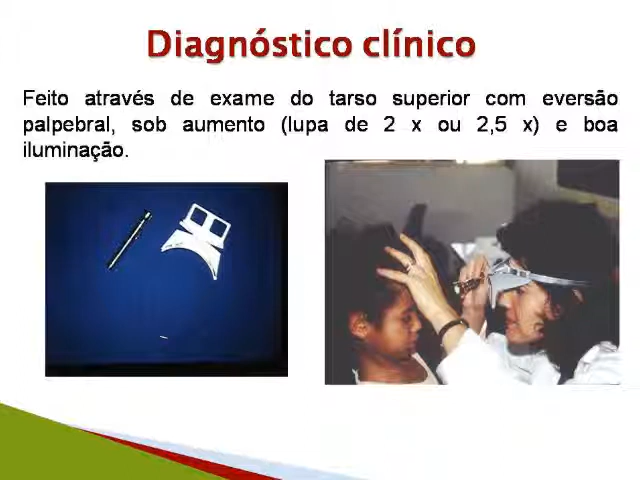 Diagnóstico clínico
Feito através de exame do tarso superior com eversão
palpebral, sob aumento (lupa de 2 x ou 2,5 x) e boa
iluminação.